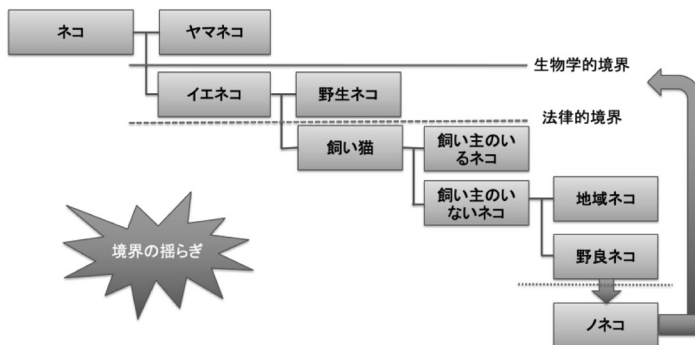 ネコ
ヤマネコ
生物学的境界
イエネコ
野生ネコ
法律的境界
飼い猫
飼い主のい
るネコ
飼い主のい
ないネコ
地域ネコ
境界の揺らぎ
野良ネコ
ノネコ